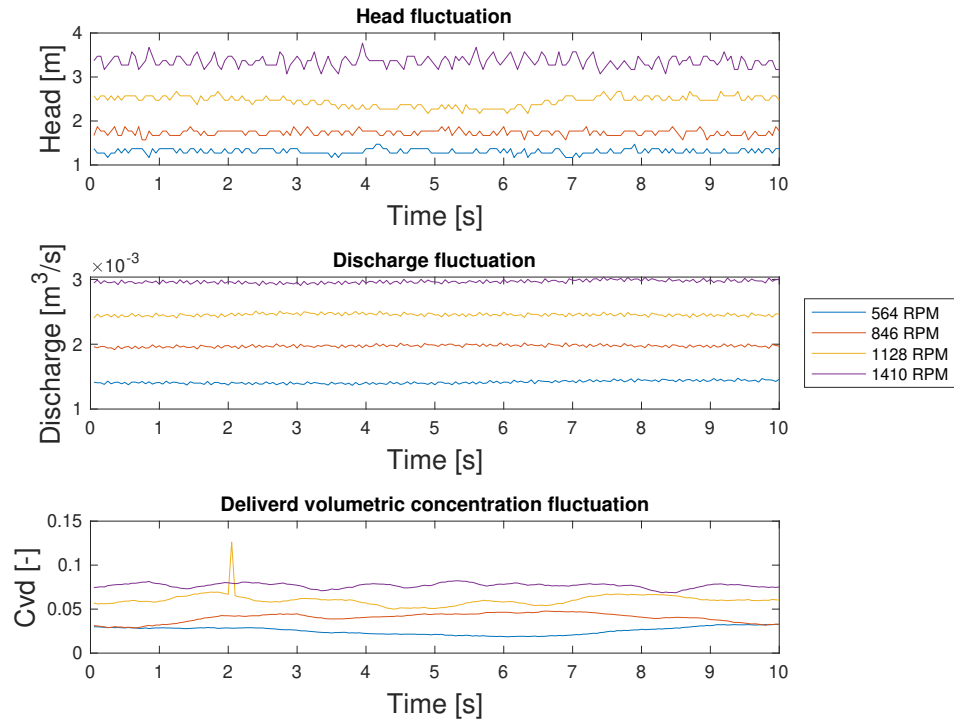 Head fluctuation
4
3
2
1
Head [m]
0 1 2 3 4 5 6 7 8 9 10
Time [s]
×10⁻³
Discharge fluctuation
3
2
1
Discharge [m³/s]
0 1 2 3 4 5 6 7 8 9 10
Time [s]
564 RPM
846 RPM
1128 RPM
1410 RPM
Deliverd volumetric concentration fluctuation
0.15
0.1
0.05
0
Cvd [-]
0 1 2 3 4 5 6 7 8 9 10
Time [s]